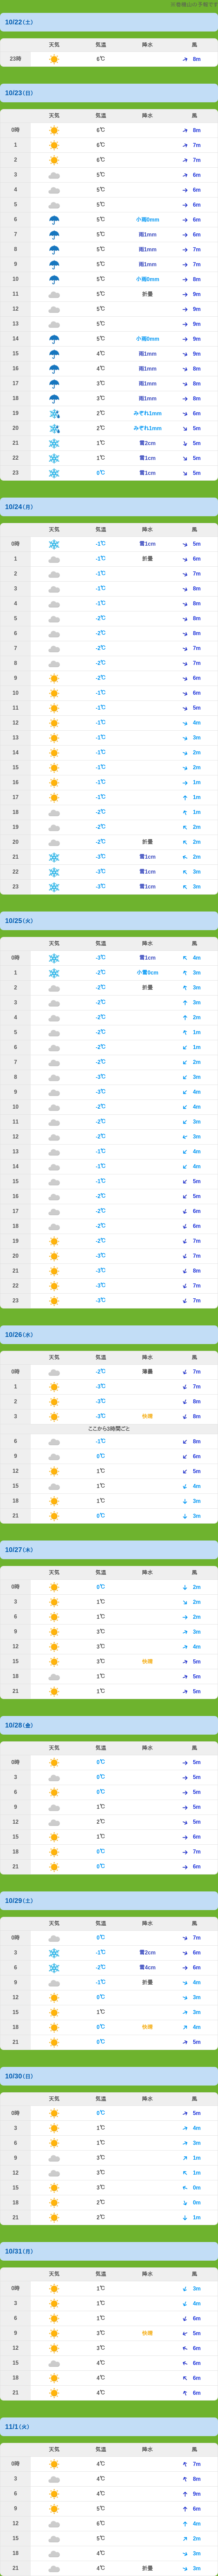 10/22(土)
天気 気温 降水 風
23時 6℃ 8m
10/23(日)
天気 気温 降水 風
0時 6℃ 8m
1 6℃ 7m
2 6℃ 7m
3 5℃ 6m
4 5℃ 6m
5 5℃ 6m
6 5℃ 小雨0mm 6m
7 5℃ 雨1mm 6m
8 5℃ 雨1mm 7m
9 5℃ 雨1mm 7m
10 5℃ 小雨0mm 8m
11 5℃ 折曇 9m
12 5℃ 9m
13 5℃ 9m
14 5℃ 小雨0mm 9m
15 4℃ 雨1mm 9m
16 4℃ 雨1mm 8m
17 3℃ 雨1mm 8m
18 3℃ 雨1mm 8m
19 2℃ みぞれ1mm 6m
20 2℃ みぞれ1mm 5m
21 1℃ 雪2cm 5m
22 1℃ 雪1cm 5m
23 0℃ 雪1cm 5m
10/24(月)
天気 気温 降水 風
0時 -1℃ 雪1cm 5m
1 -1℃ 折曇 6m
2 -1℃ 7m
3 -1℃ 8m
4 -1℃ 8m
5 -2℃ 8m
6 -2℃ 8m
7 -2℃ 7m
8 -2℃ 7m
9 -2℃ 6m
10 -1℃ 6m
11 -1℃ 5m
12 -1℃ 4m
13 -1℃ 3m
14 -1℃ 2m
15 -1℃ 2m
16 -1℃ 1m
17 -1℃ 1m
18 -2℃ 1m
19 -2℃ 2m
20 -2℃ 折曇 2m
21 -3℃ 雪1cm 2m
22 -3℃ 雪1cm 3m
23 -3℃ 雪1cm 3m
10/25(火)
天気 気温 降水 風
0時 -3℃ 雪1cm 4m
1 -2℃ 小雪0cm 3m
2 -2℃ 折曇 3m
3 -2℃ 3m
4 -2℃ 2m
5 -2℃ 1m
6 -2℃ 1m
7 -2℃ 2m
8 -3℃ 3m
9 -3℃ 4m
10 -2℃ 4m
11 -2℃ 3m
12 -2℃ 3m
13 -1℃ 4m
14 -1℃ 4m
15 -1℃ 5m
16 -2℃ 5m
17 -2℃ 6m
18 -2℃ 6m
19 -2℃ 7m
20 -3℃ 7m
21 -3℃ 8m
22 -3℃ 7m
23 -3℃ 7m
10/26(水)
天気 気温 降水 風
0時 -2℃ 薄曇 7m
1 -3℃ 7m
2 -3℃ 8m
3 -3℃ 快晴 8m
ここから3時間ごと
6 -1℃ 8m
9 0℃ 6m
12 1℃ 5m
15 1℃ 4m
18 1℃ 3m
21 0℃ 3m
10/27(木)
天気 気温 降水 風
0時 0℃ 2m
3 1℃ 2m
6 1℃ 2m
9 3℃ 3m
12 3℃ 4m
15 3℃ 快晴 5m
18 1℃ 5m
21 1℃ 5m
10/28(金)
天気 気温 降水 風
0時 0℃ 5m
3 0℃ 5m
6 0℃ 5m
9 1℃ 5m
12 2℃ 5m
15 1℃ 6m
18 0℃ 7m
21 0℃ 6m
10/29(土)
天気 気温 降水 風
0時 0℃ 7m
3 -1℃ 雪2cm 6m
6 -2℃ 雪4cm 6m
9 -1℃ 折曇 4m
12 0℃ 3m
15 1℃ 3m
18 0℃ 快晴 4m
21 0℃ 5m
10/30(日)
天気 気温 降水 風
0時 0℃ 5m
3 1℃ 4m
6 1℃ 3m
9 3℃ 1m
12 3℃ 1m
15 3℃ 0m
18 2℃ 0m
21 2℃ 1m
10/31(月)
天気 気温 降水 風
0時 1℃ 3m
3 1℃ 4m
6 1℃ 6m
9 3℃ 快晴 5m
12 3℃ 6m
15 4℃ 6m
18 4℃ 6m
21 4℃ 6m
11/1(火)
天気 気温 降水 風
0時 4℃ 7m
3 4℃ 8m
6 4℃ 9m
9 5℃ 6m
12 6℃ 4m
15 5℃ 2m
18 4℃ 3m
21 4℃ 折曇 3m